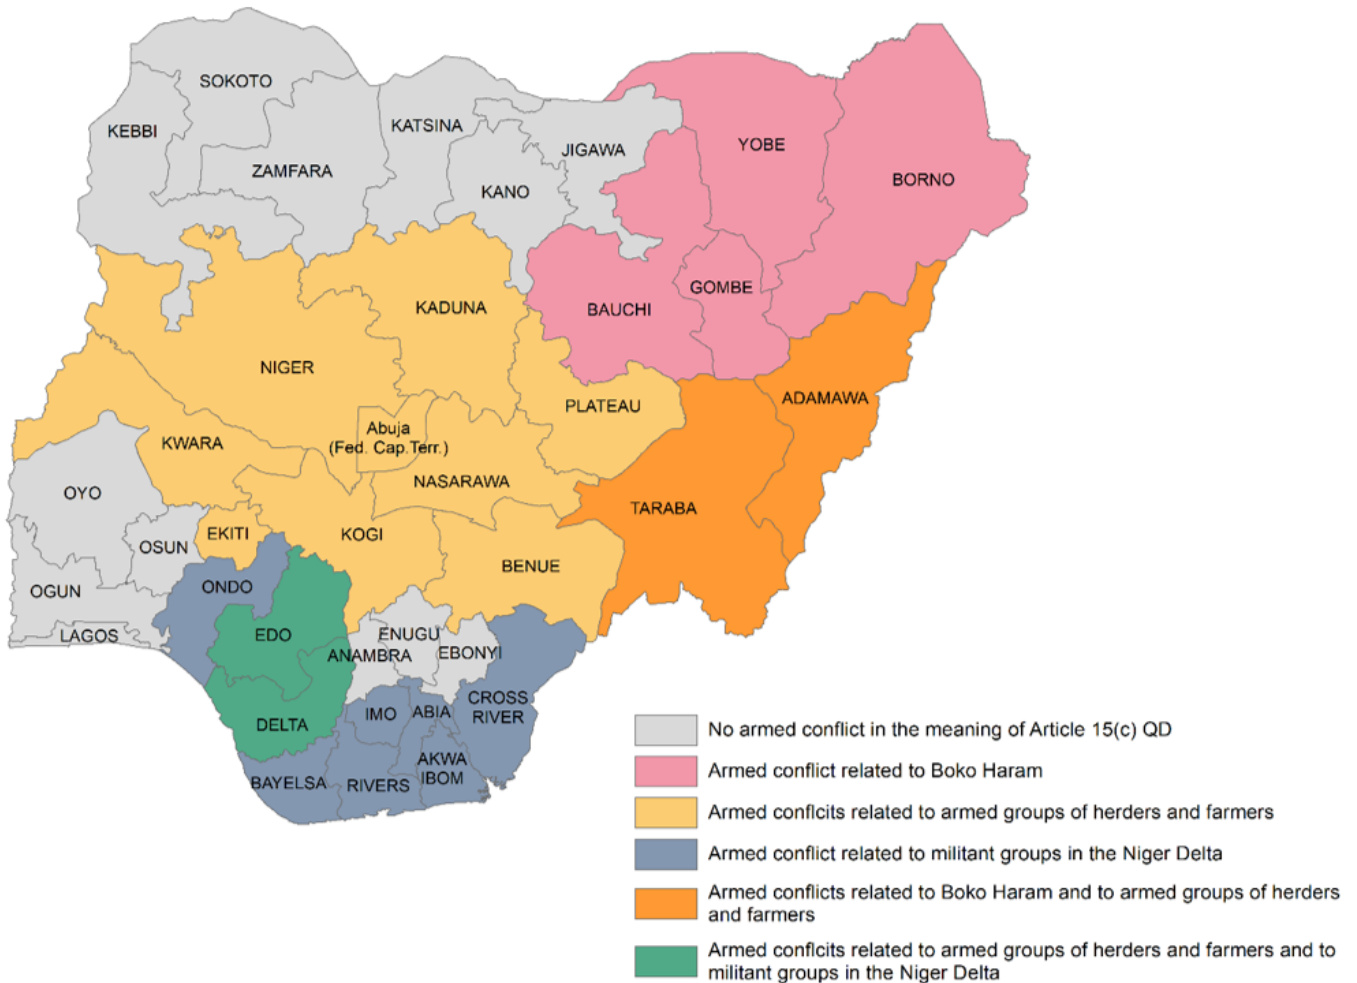 SOKOTO
KEBBI
KATSINA
ZAMFARA
KANO
JIGAWA
YOBE
BORNO
KADUNA
BAUCHI
GOMBE
NIGER
PLATEAU
ADAMAWA
KWARA
Abuja
(Fed. Cap.Terr.)
NASARAWA
OYO
TARABA
OSUN
EKITI
KOGI
BENUE
OGUN
ONDO
LAGOS
EDO
ENUGU
ANAMBRA
EBONYI
CROSS
RIVER
DELTA
IMO
ABIA
BAYELSA
RIVERS
AKWA
IBOM
No armed conflict in the meaning of Article 15(c) QD
Armed conflict related to Boko Haram
Armed conflcits related to armed groups of herders and farmers
Armed conflict related to militant groups in the Niger Delta
Armed conflicts related to Boko Haram and to armed groups of herders
and farmers
Armed conflcits related to armed groups of herders and farmers and to
militant groups in the Niger Delta